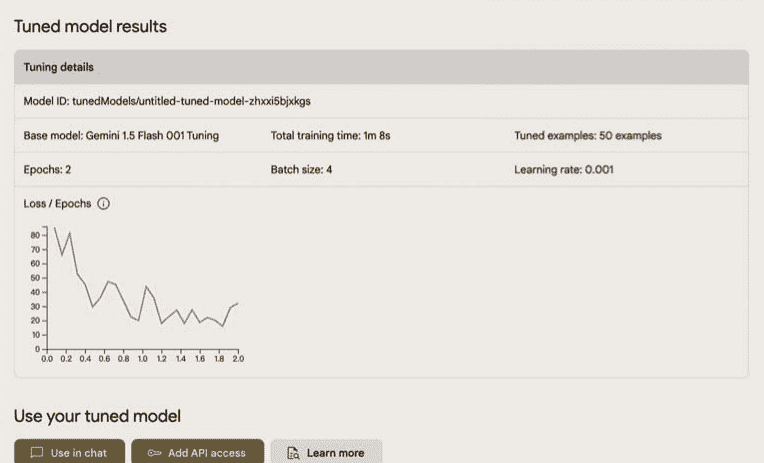 Tuned model results
Tuning details
Model ID: tunedModels/untitled-tuned-model-zhxxi5bjxkgs
Base model: Gemini 1.5 Flash 001 Tuning Total training time: 1m 8s Tuned examples: 50 examples
Epochs: 2 Batch size: 4 Learning rate: 0.001
Loss / Epochs
80
70
60
50
40
30
20
10
0
0.0 0.2 0.4 0.6 0.8 1.0 1.2 1.4 1.6 1.8 2.0
Use your tuned model
Use in chat Add API access Learn more